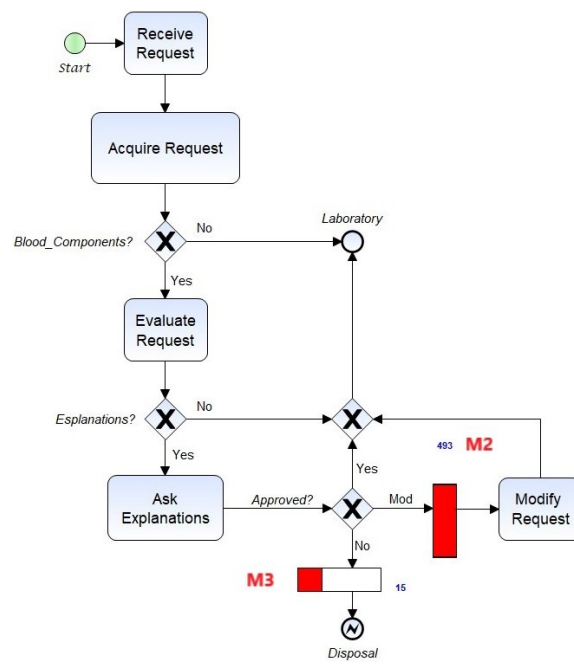 Receive
Request
Start
Acquire Request
No
Laboratory
Blood_Components?
Yes
Evaluate
Request
Esplanations?
No
493 M2
Yes
Yes
Ask
Explanations
Approved?
Mod
Modify
Request
No
M3
15
Disposal